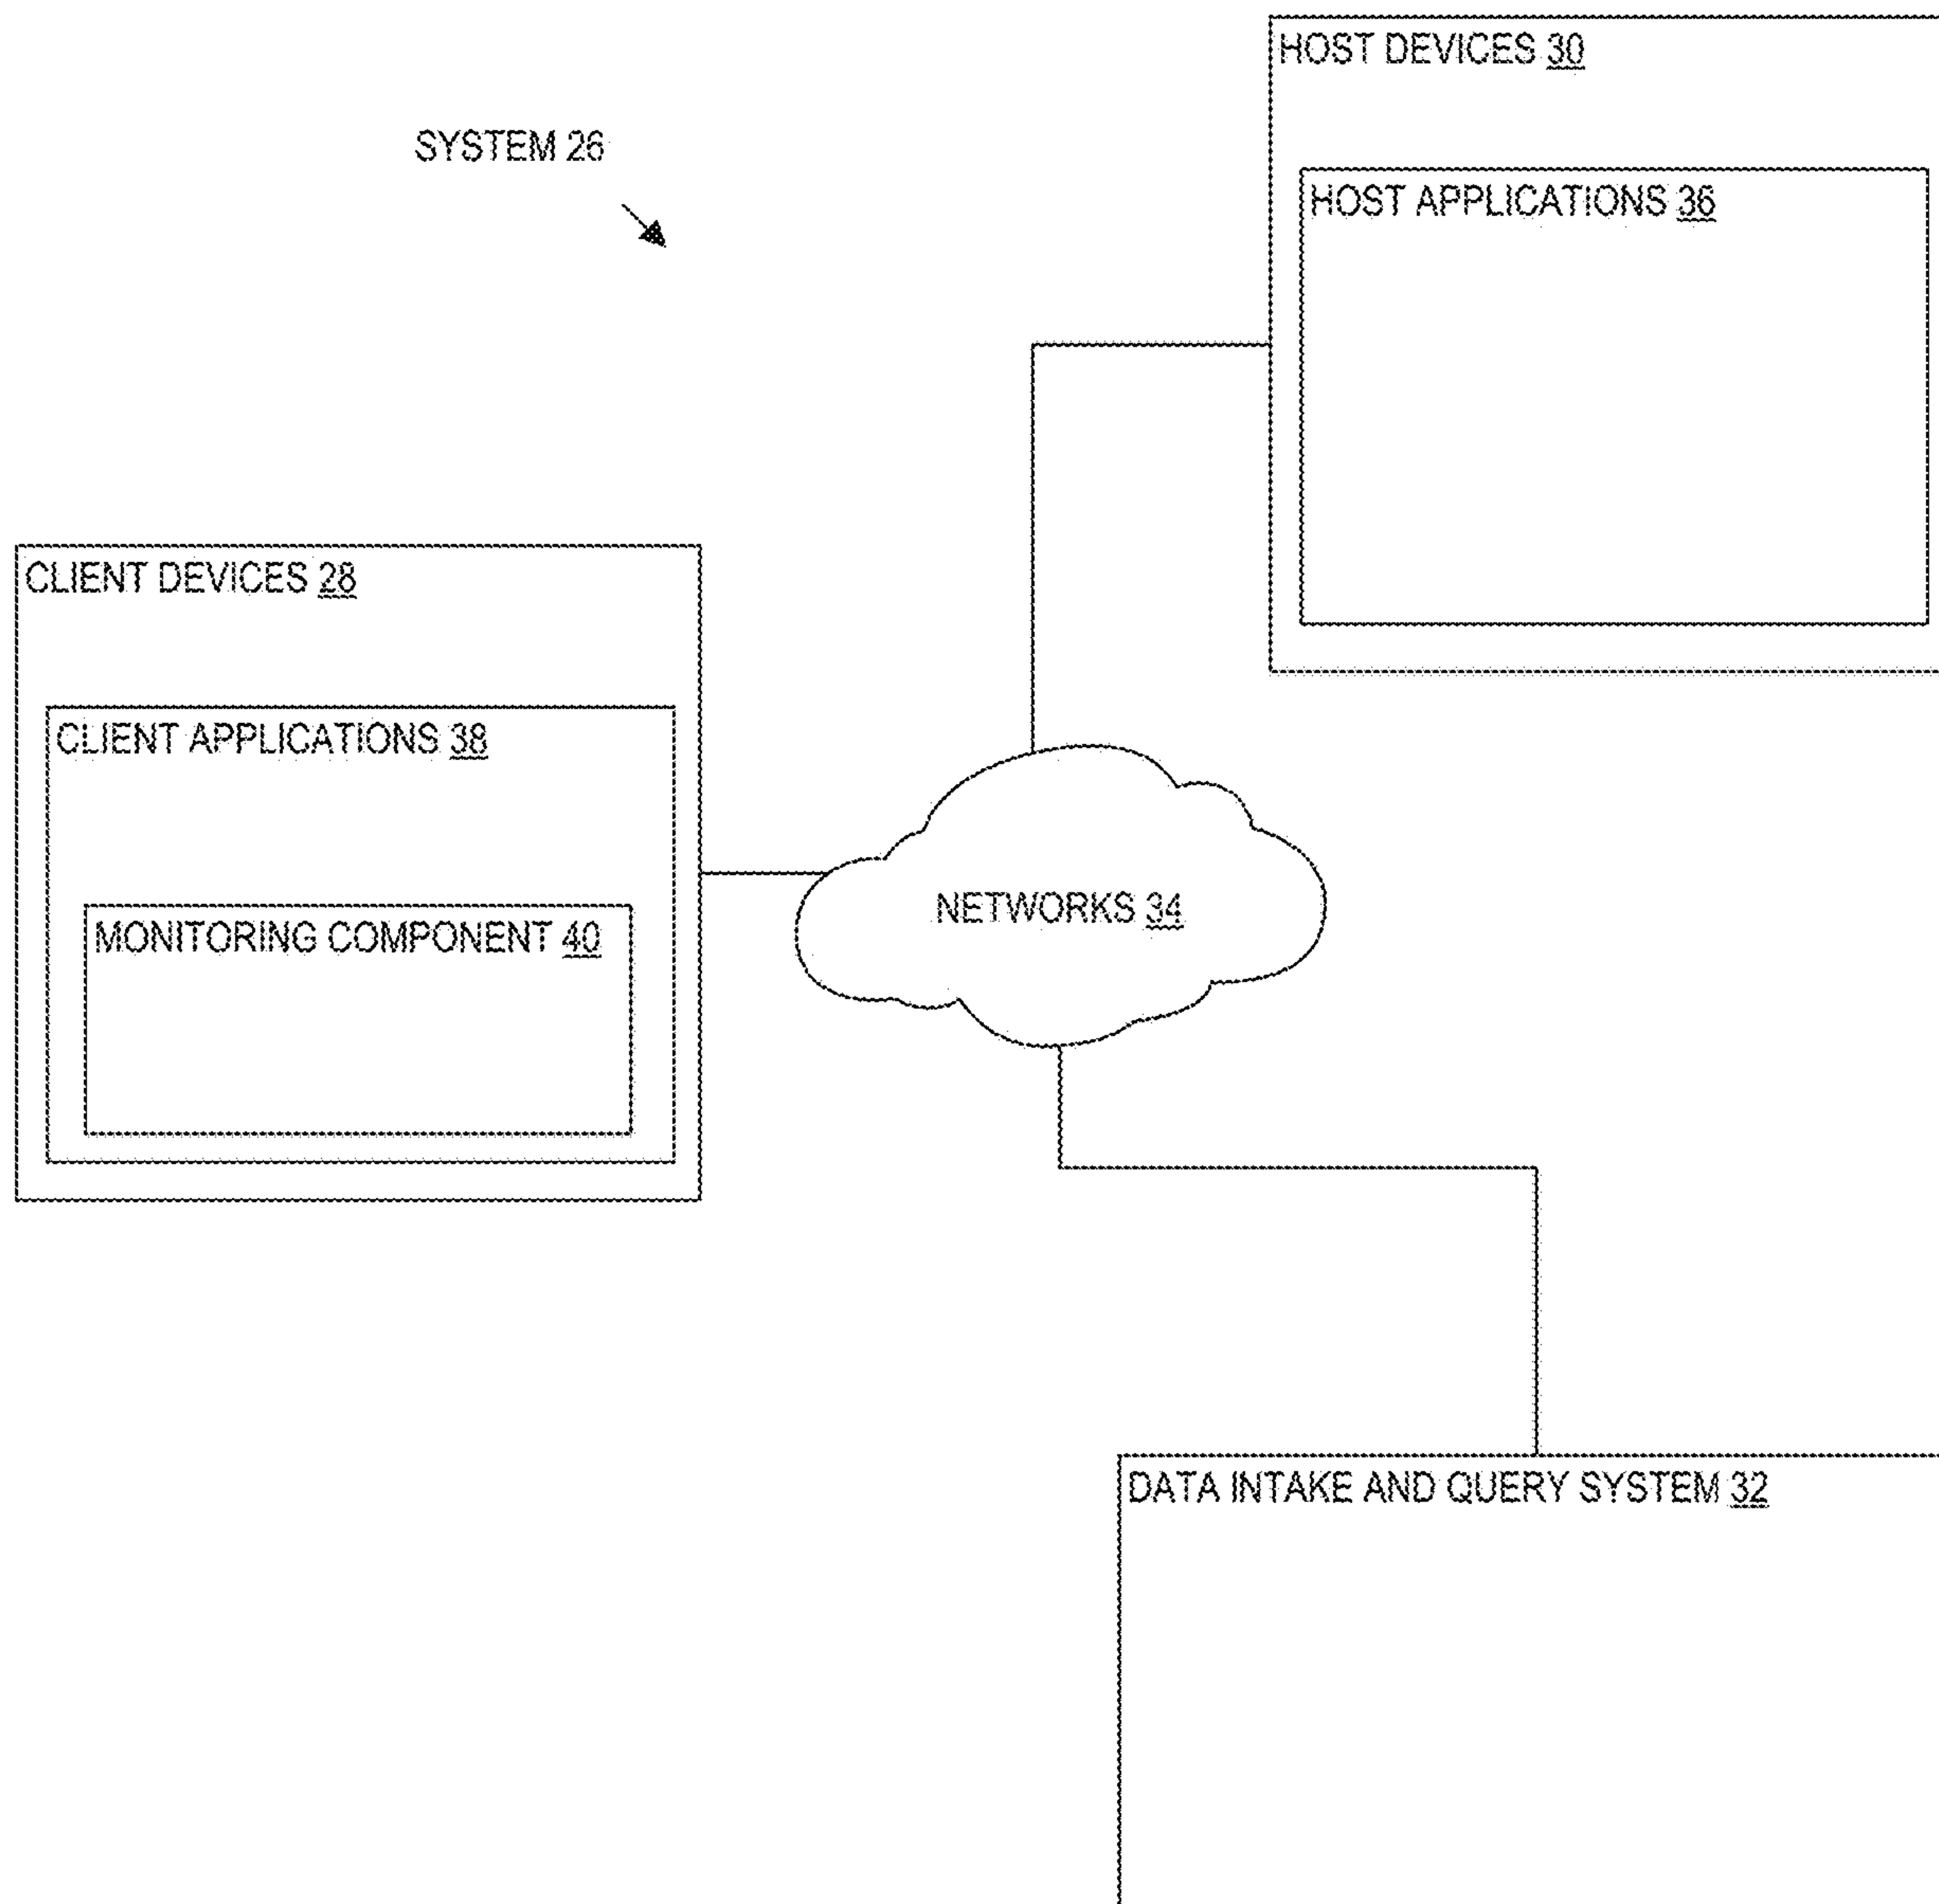 HOST DEVICES 30
SYSTEM 26
HOST APPLICATIONS 36
CLIENT DEVICES 28
CLIENT APPLICATIONS 38
NETWORKS 34
MONITORING COMPONENT 40
DATA INTAKE AND QUERY SYSTEM 32